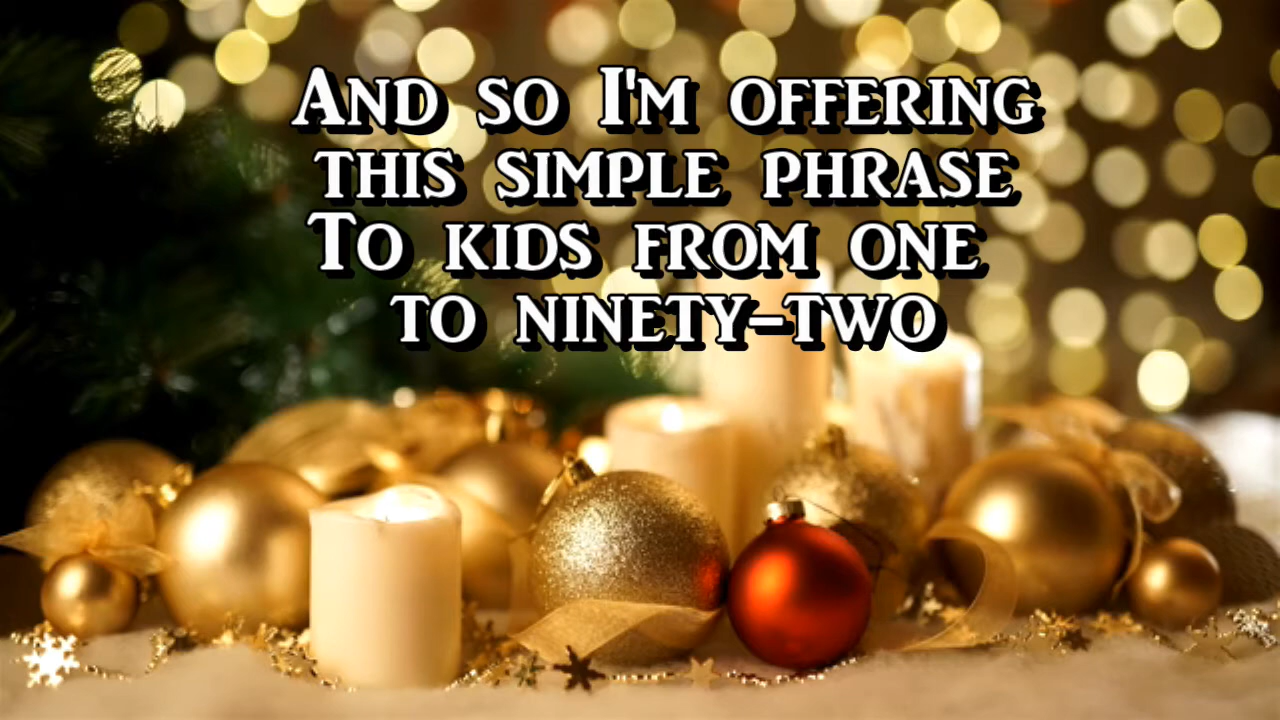 And so I'm offering
this simple phrase
To kids from one
to ninety-two